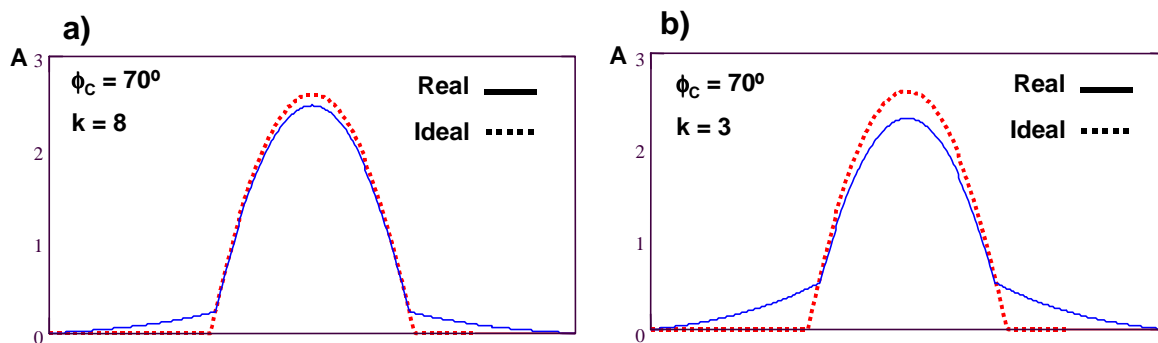 a)
A
3
2
1
0
ϕC = 70º
k = 8
Real
Ideal
b)
A
3
2
1
0
ϕC = 70º
k = 3
Real
Ideal